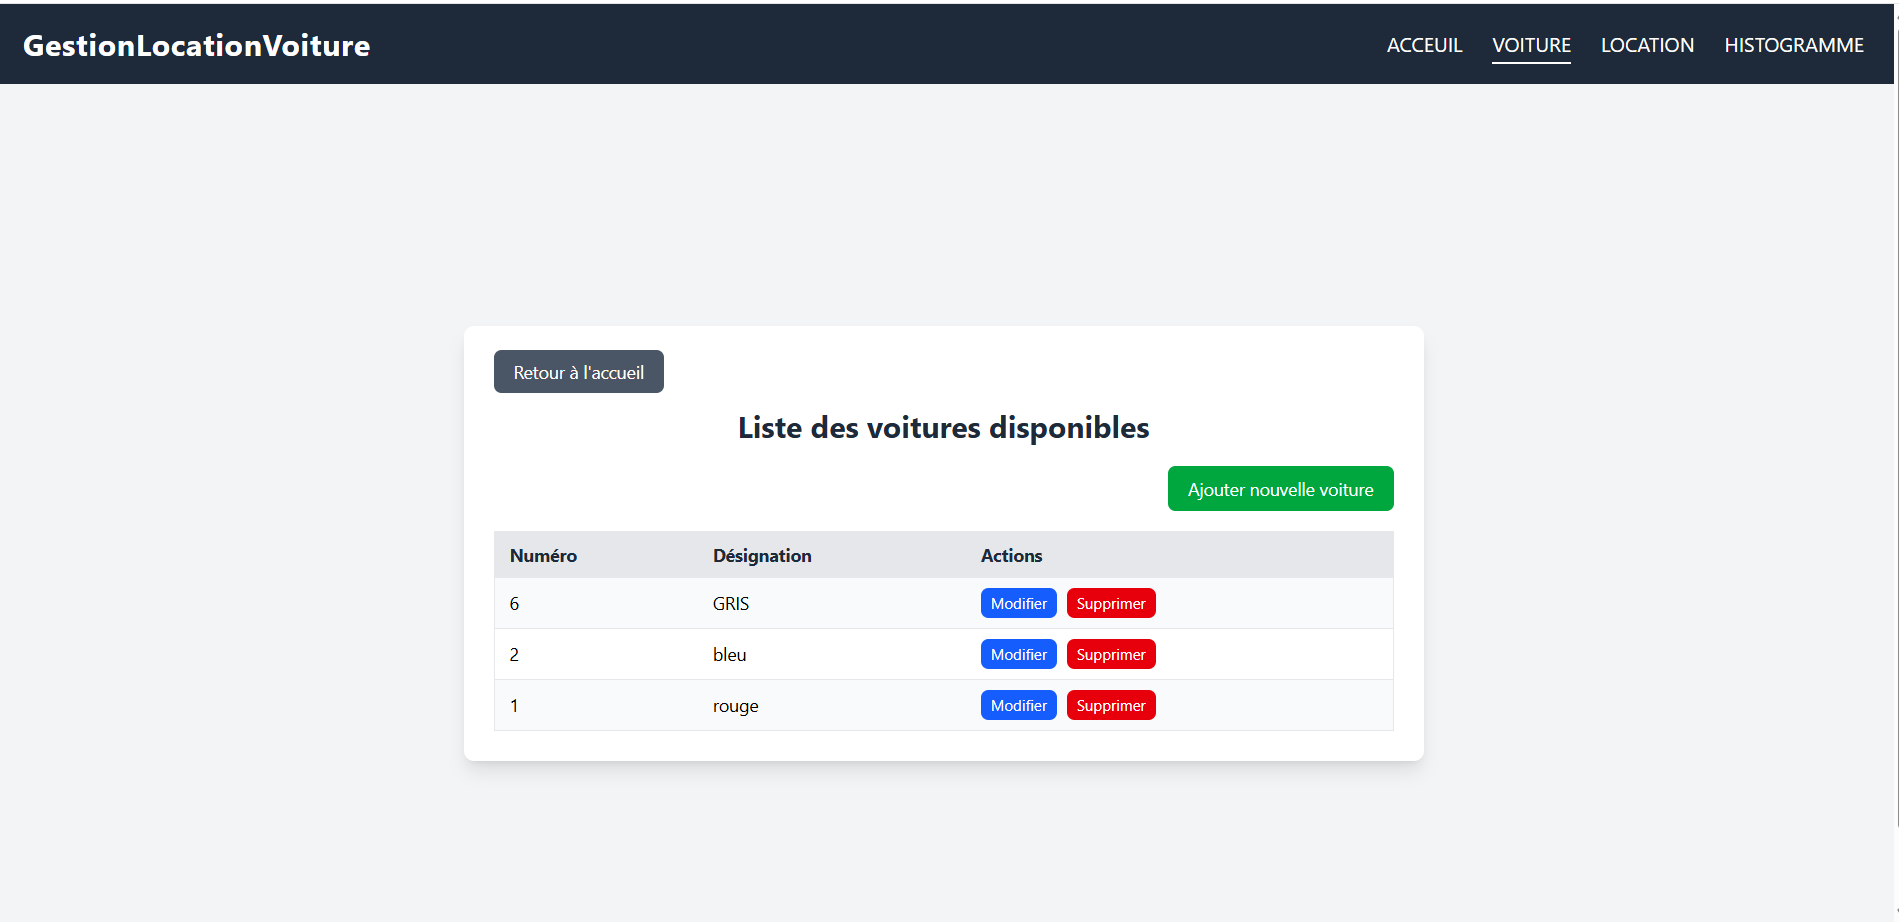 GestionLocationVoiture
ACCEUIL VOITURE LOCATION HISTOGRAMME
Retour à l'accueil
Liste des voitures disponibles
Ajouter nouvelle voiture
Numéro Désignation Actions
6 GRIS Modifier Supprimer
2 bleu Modifier Supprimer
1 rouge Modifier Supprimer